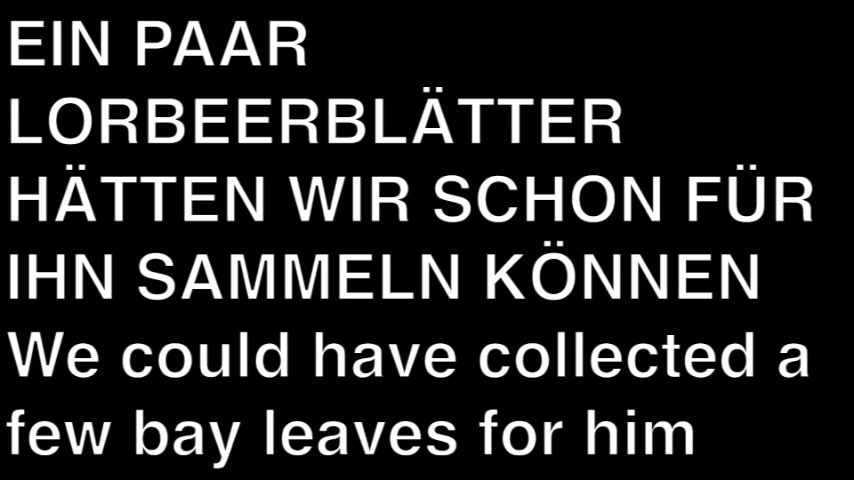 EIN PAAR
LORBEERBLÄTTER
HÄTTEN WIR SCHON FÜR
IHN SAMMELN KÖNNEN
We could have collected a
few bay leaves for him